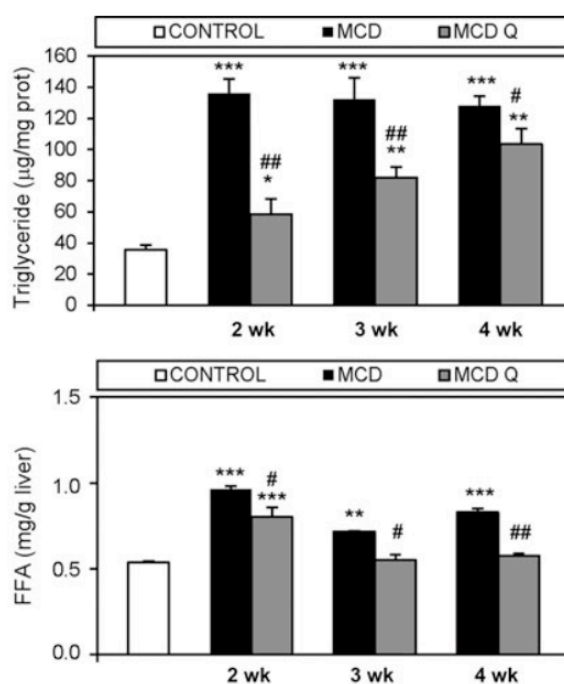 CONTROL MCD MCD Q
Triglyceride (μg/mg prot)
160
140
120
100
80
60
40
20
0
*** *** *** #
## ## **
* **
2 wk 3 wk 4 wk
CONTROL MCD MCD Q
FFA (mg/g liver)
1.5
1.0
0.5
0.0
*** # ***
*** ** # ##
2 wk 3 wk 4 wk